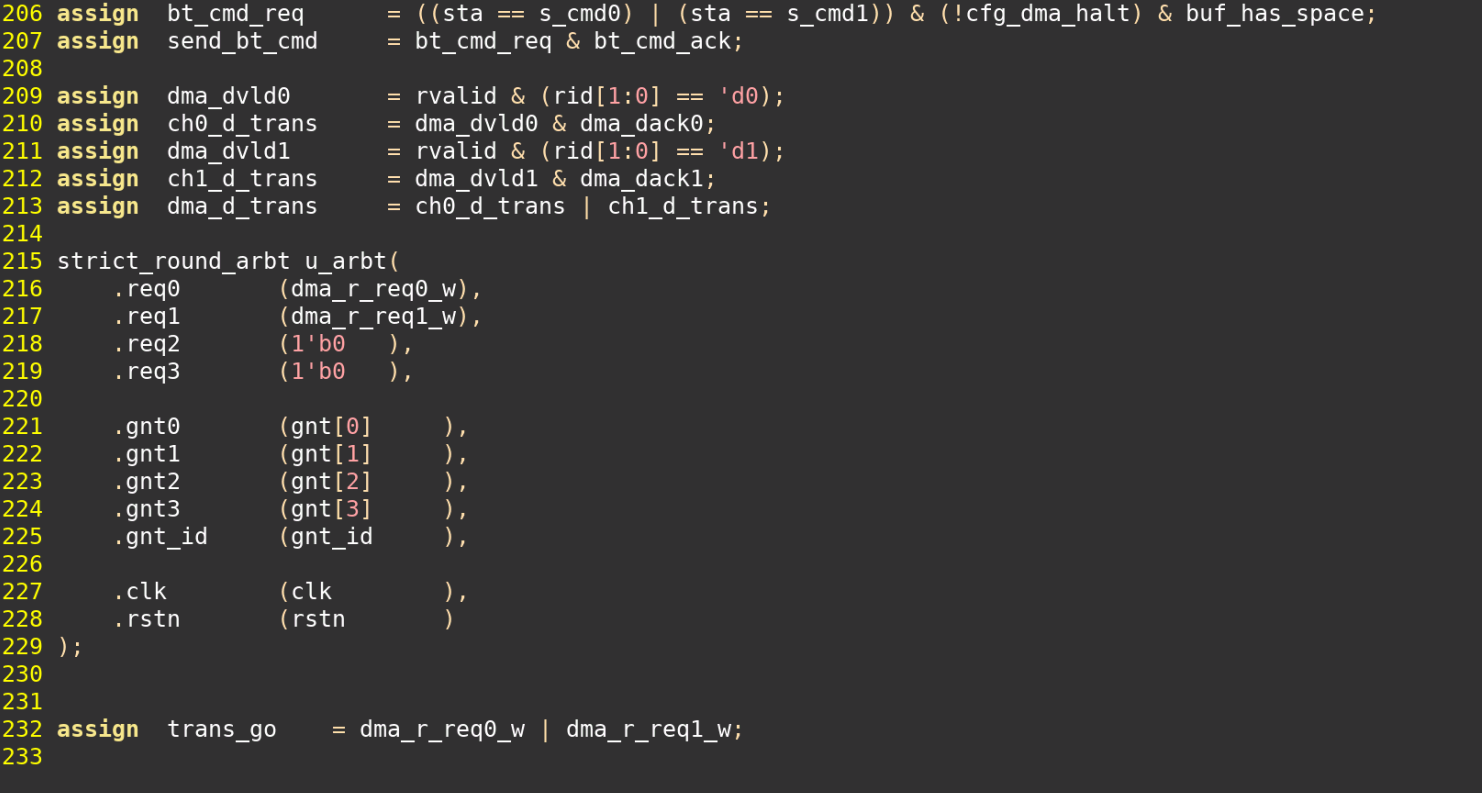 206 assign  bt_cmd_req      = ((sta == s_cmd0) | (sta == s_cmd1)) & (!cfg_dma_halt) & buf_has_space;
207 assign  send_bt_cmd     = bt_cmd_req & bt_cmd_ack;
208
209 assign  dma_dvld0       = rvalid & (rid[1:0] == 'd0);
210 assign  ch0_d_trans     = dma_dvld0 & dma_dack0;
211 assign  dma_dvld1       = rvalid & (rid[1:0] == 'd1);
212 assign  ch1_d_trans     = dma_dvld1 & dma_dack1;
213 assign  dma_d_trans     = ch0_d_trans | ch1_d_trans;
214
215 strict_round_arbt u_arbt(
216     .req0       (dma_r_req0_w),
217     .req1       (dma_r_req1_w),
218     .req2       (1'b0   ),
219     .req3       (1'b0   ),
220
221     .gnt0       (gnt[0]     ),
222     .gnt1       (gnt[1]     ),
223     .gnt2       (gnt[2]     ),
224     .gnt3       (gnt[3]     ),
225     .gnt_id     (gnt_id     ),
226
227     .clk        (clk        ),
228     .rstn       (rstn       )
229 );
230
231
232 assign  trans_go    = dma_r_req0_w | dma_r_req1_w;
233